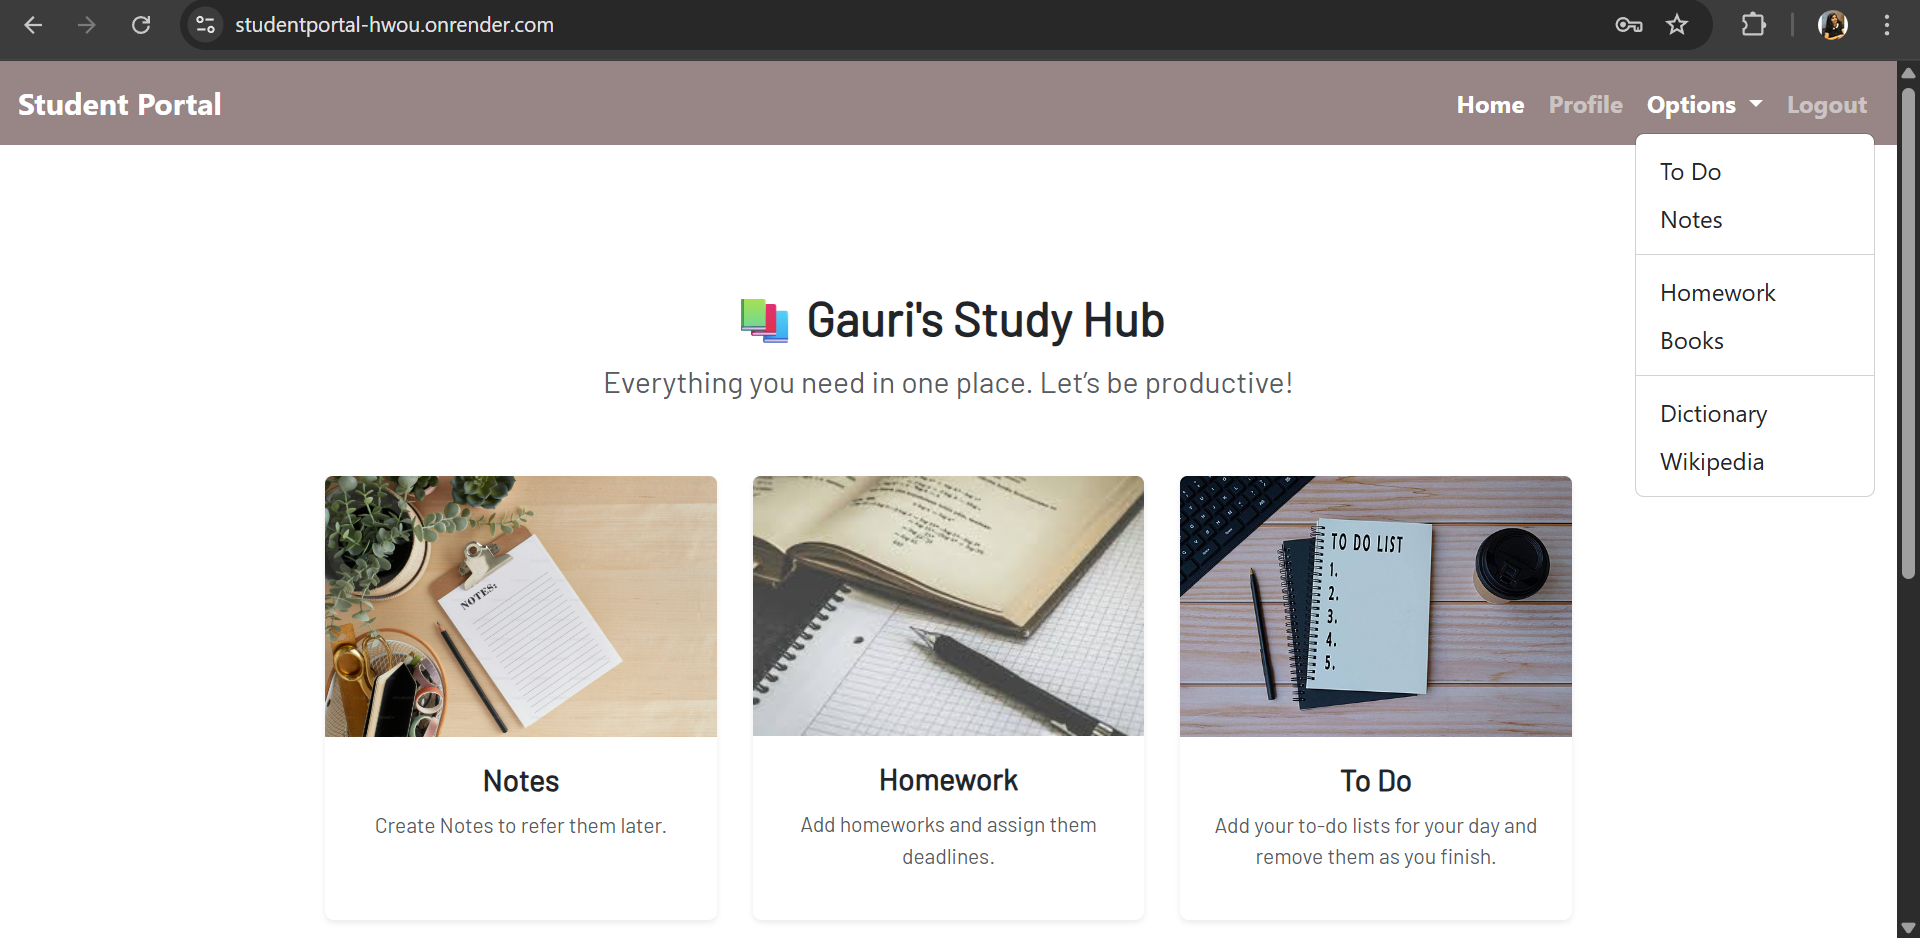 studentportal-hwou.onrender.com
Student Portal
Home Profile Options Logout
To Do
Notes
Homework
Books
Dictionary
Wikipedia
📚 Gauri's Study Hub
Everything you need in one place. Let’s be productive!
NOTES:
TO DO LIST
1.
2.
3.
4.
5.
Notes
Create Notes to refer them later.
Homework
Add homeworks and assign them
deadlines.
To Do
Add your to-do lists for your day and
remove them as you finish.